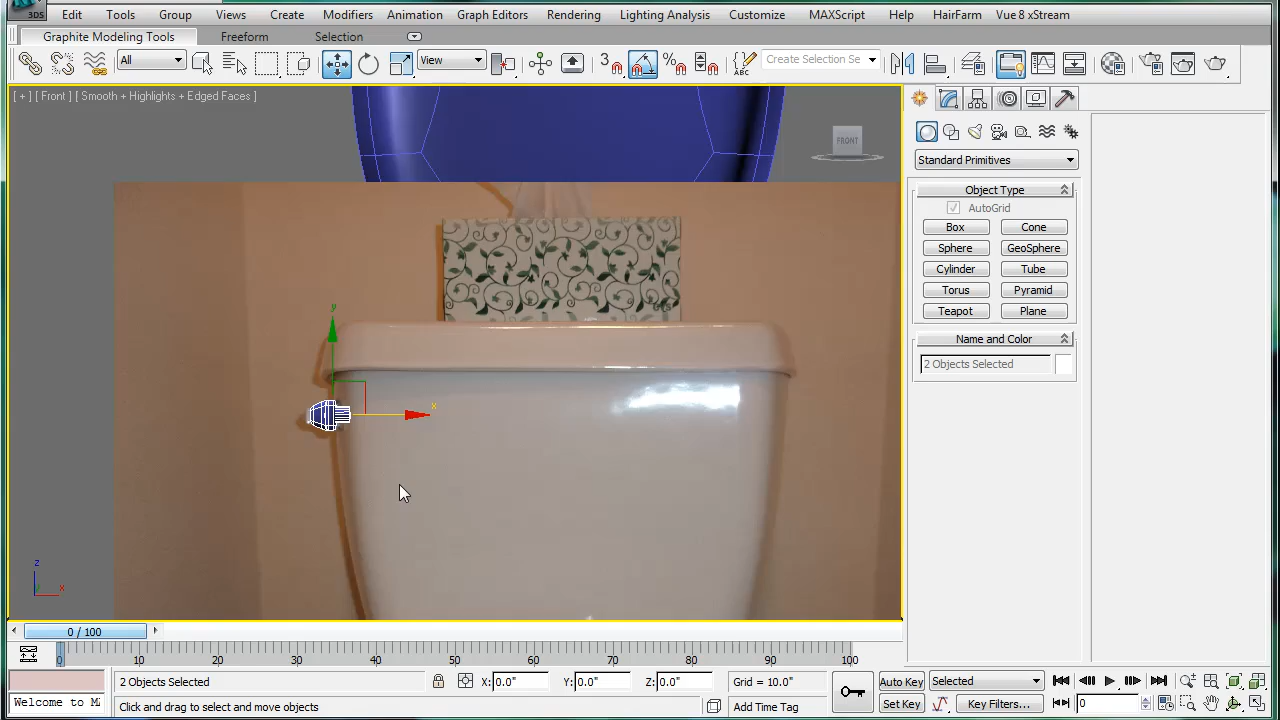 Edit Tools Group Views Create Modifiers Animation Graph Editors Rendering Lighting Analysis Customize MAXScript Help HairFarm Vue 8 xStream
3DS
Graphite Modeling Tools Freeform Selection
All View 3 % ABC Create Selection Se
[ + ] [ Front ] [ Smooth + Highlights + Edged Faces ]
FRONT
Standard Primitives
Object Type
AutoGrid
Box Cone
Sphere GeoSphere
Cylinder Tube
Torus Pyramid
Teapot Plane
Name and Color
2 Objects Selected
y
x
z
x
0 / 100
0 10 20 30 40 50 60 70 80 90 100
2 Objects Selected X: 0.0" Y: 0.0" Z: 0.0" Grid = 10.0" Auto Key Selected
Welcome to M
Click and drag to select and move objects Add Time Tag Set Key Key Filters... 0